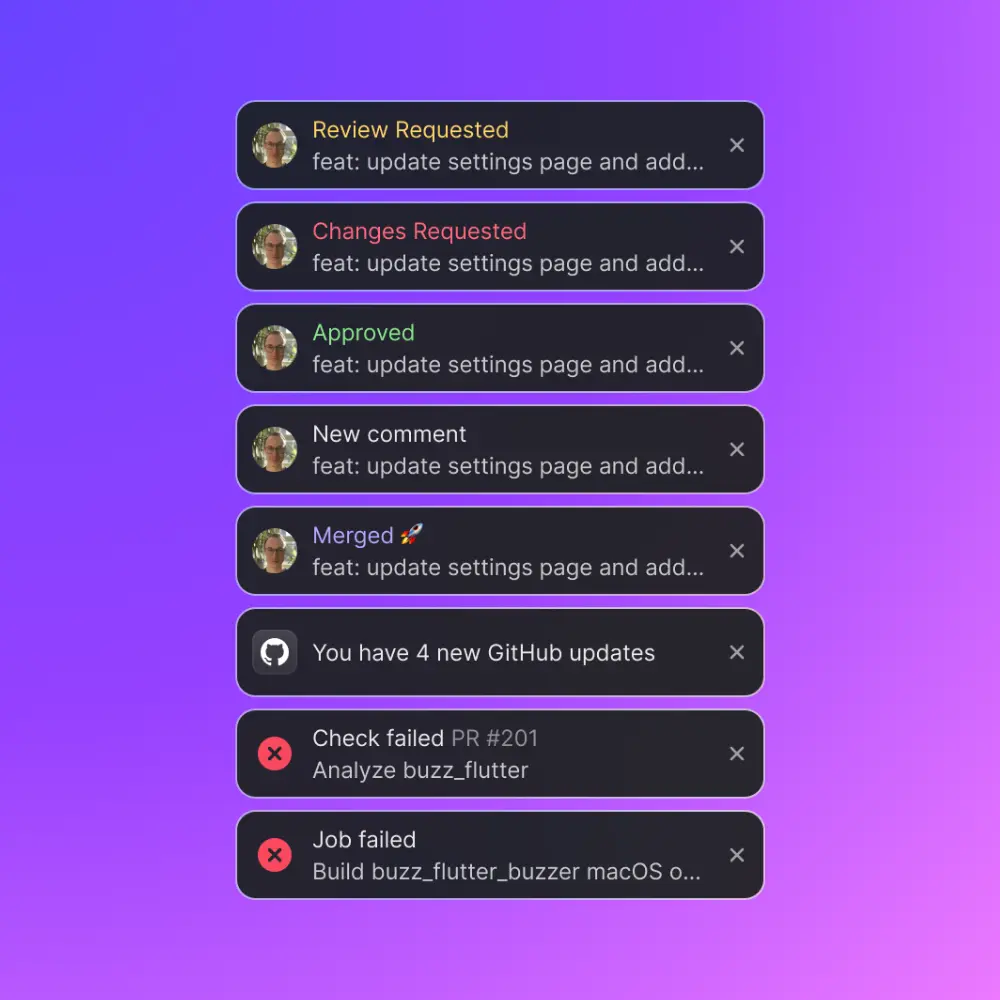 Review Requested
feat: update settings page and add...
Changes Requested
feat: update settings page and add...
Approved
feat: update settings page and add...
New comment
feat: update settings page and add...
Merged 🚀
feat: update settings page and add...
You have 4 new GitHub updates
Check failed PR #201
Analyze buzz_flutter
Job failed
Build buzz_flutter_buzzer macOS o...